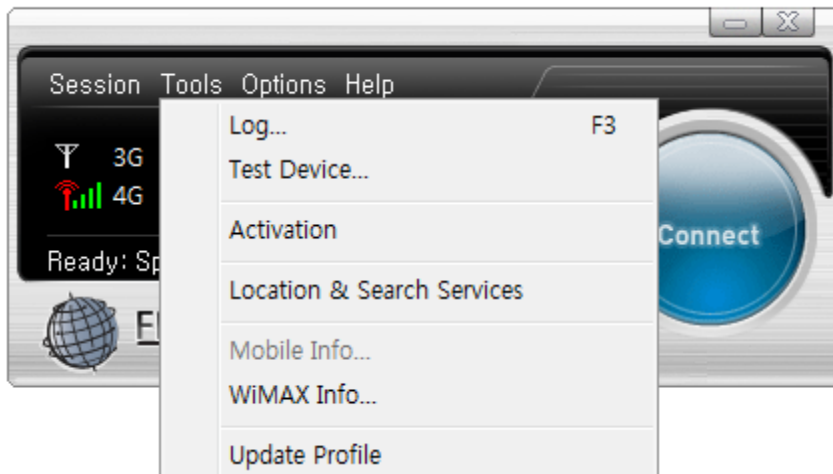 Session Tools Options Help
Log... F3
Test Device...
3G
4G
Activation
Connect
Ready:
Location & Search Services
Mobile Info...
WiMAX Info...
Update Profile